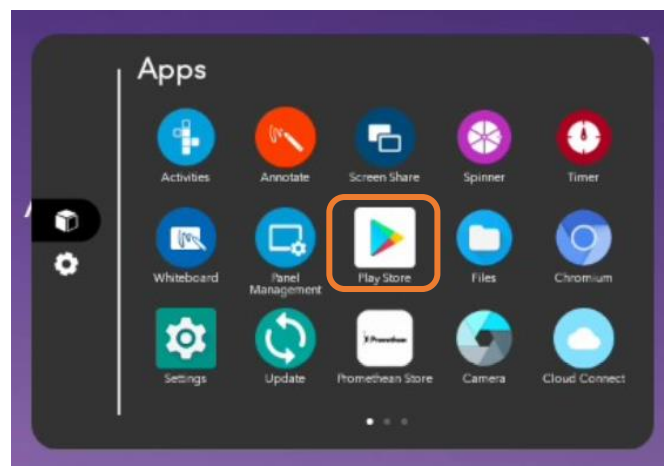 Apps
Activities Annotate Screen Share Spinner Timer
Whiteboard Panel Management Play Store Files Chromium
Settings Update Promethean Store Camera Cloud Connect
Promethean